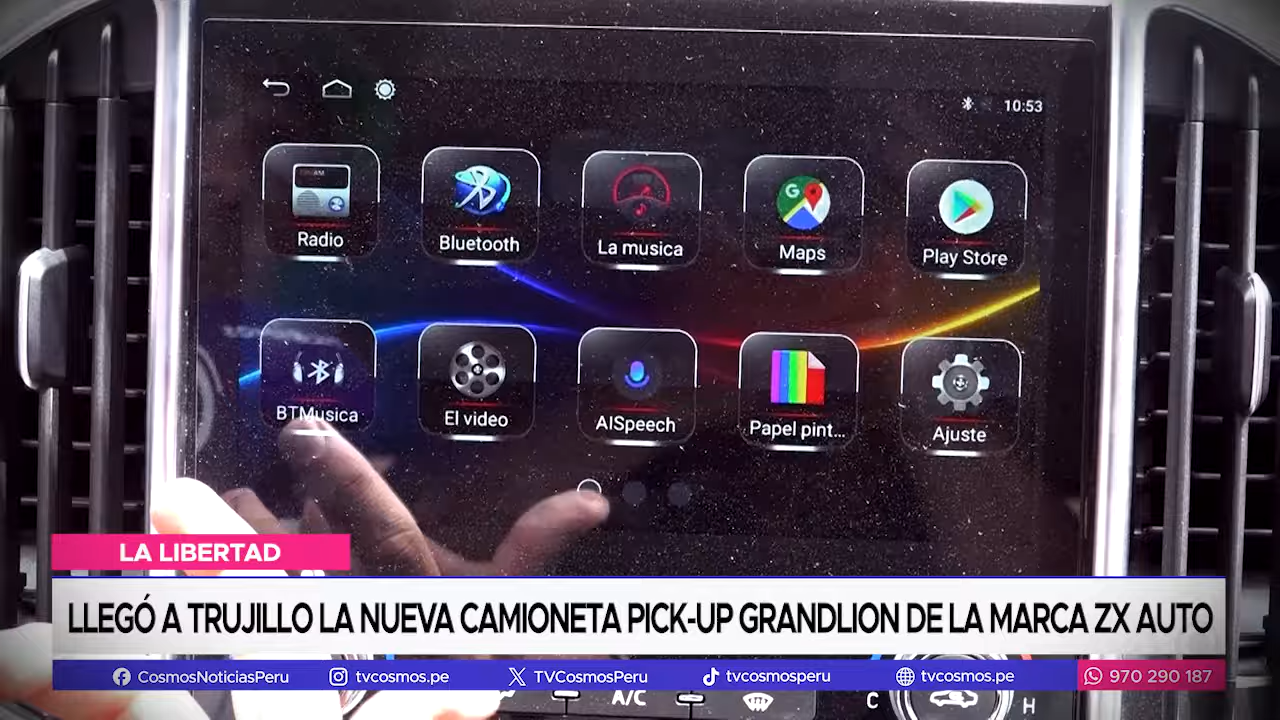 10:53
Radio
Bluetooth
La musica
Maps
Play Store
BTMusica
El video
AISpeech
Papel pint...
Ajuste
LA LIBERTAD
LLEGÓ A TRUJILLO LA NUEVA CAMIONETA PICK-UP GRANDLION DE LA MARCA ZX AUTO
CosmosNoticiasPeru tvcosmos.pe TVCosmosPeru tvcosmosperu tvcosmos.pe 970 290 187
A/C C H